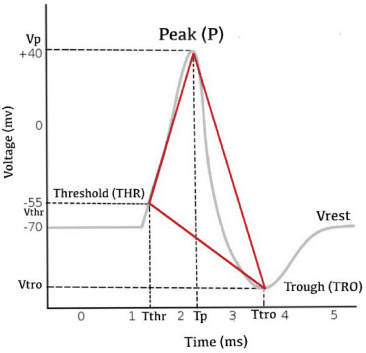 Peak (P)
Vp
+40
Voltage (mv)
0
Threshold (THR)
-55
Vthr
-70
Vrest
Vtro
Trough (TRO)
0 1 Tthr 2 Tp 3 Ttro 4 5
Time (ms)